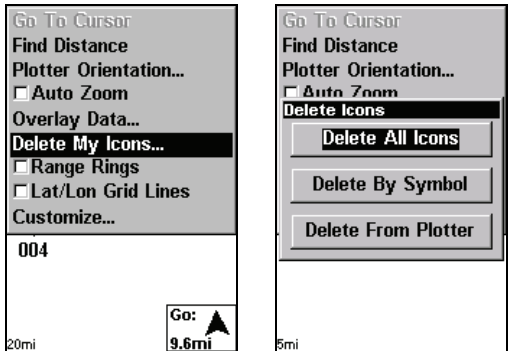 Go To Cursor
Find Distance
Plotter Orientation...
Auto Zoom
Overlay Data...
Delete My Icons...
Range Rings
Lat/Lon Grid Lines
Customize...
004
Go:
20mi
9.6mi
Go To Cursor
Find Distance
Plotter Orientation...
Auto Zoom
Delete Icons
Delete All Icons
Delete By Symbol
Delete From Plotter
5mi